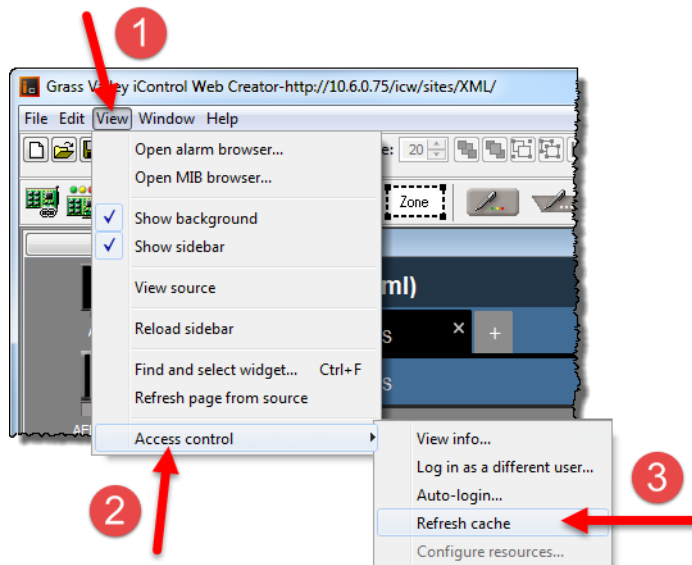 1
Grass Valley iControl Web Creator-http://10.6.0.75/icw/sites/XML/
File Edit View Window Help
Open alarm browser...
e: 20
Open MIB browser...
Zone
Show background
Show sidebar
View source
ml)
Reload sidebar
s × +
Find and select widget... Ctrl+F
s
Refresh page from source
Access control
View info...
Log in as a different user...
Auto-login...
3
2
Refresh cache
Configure resources...